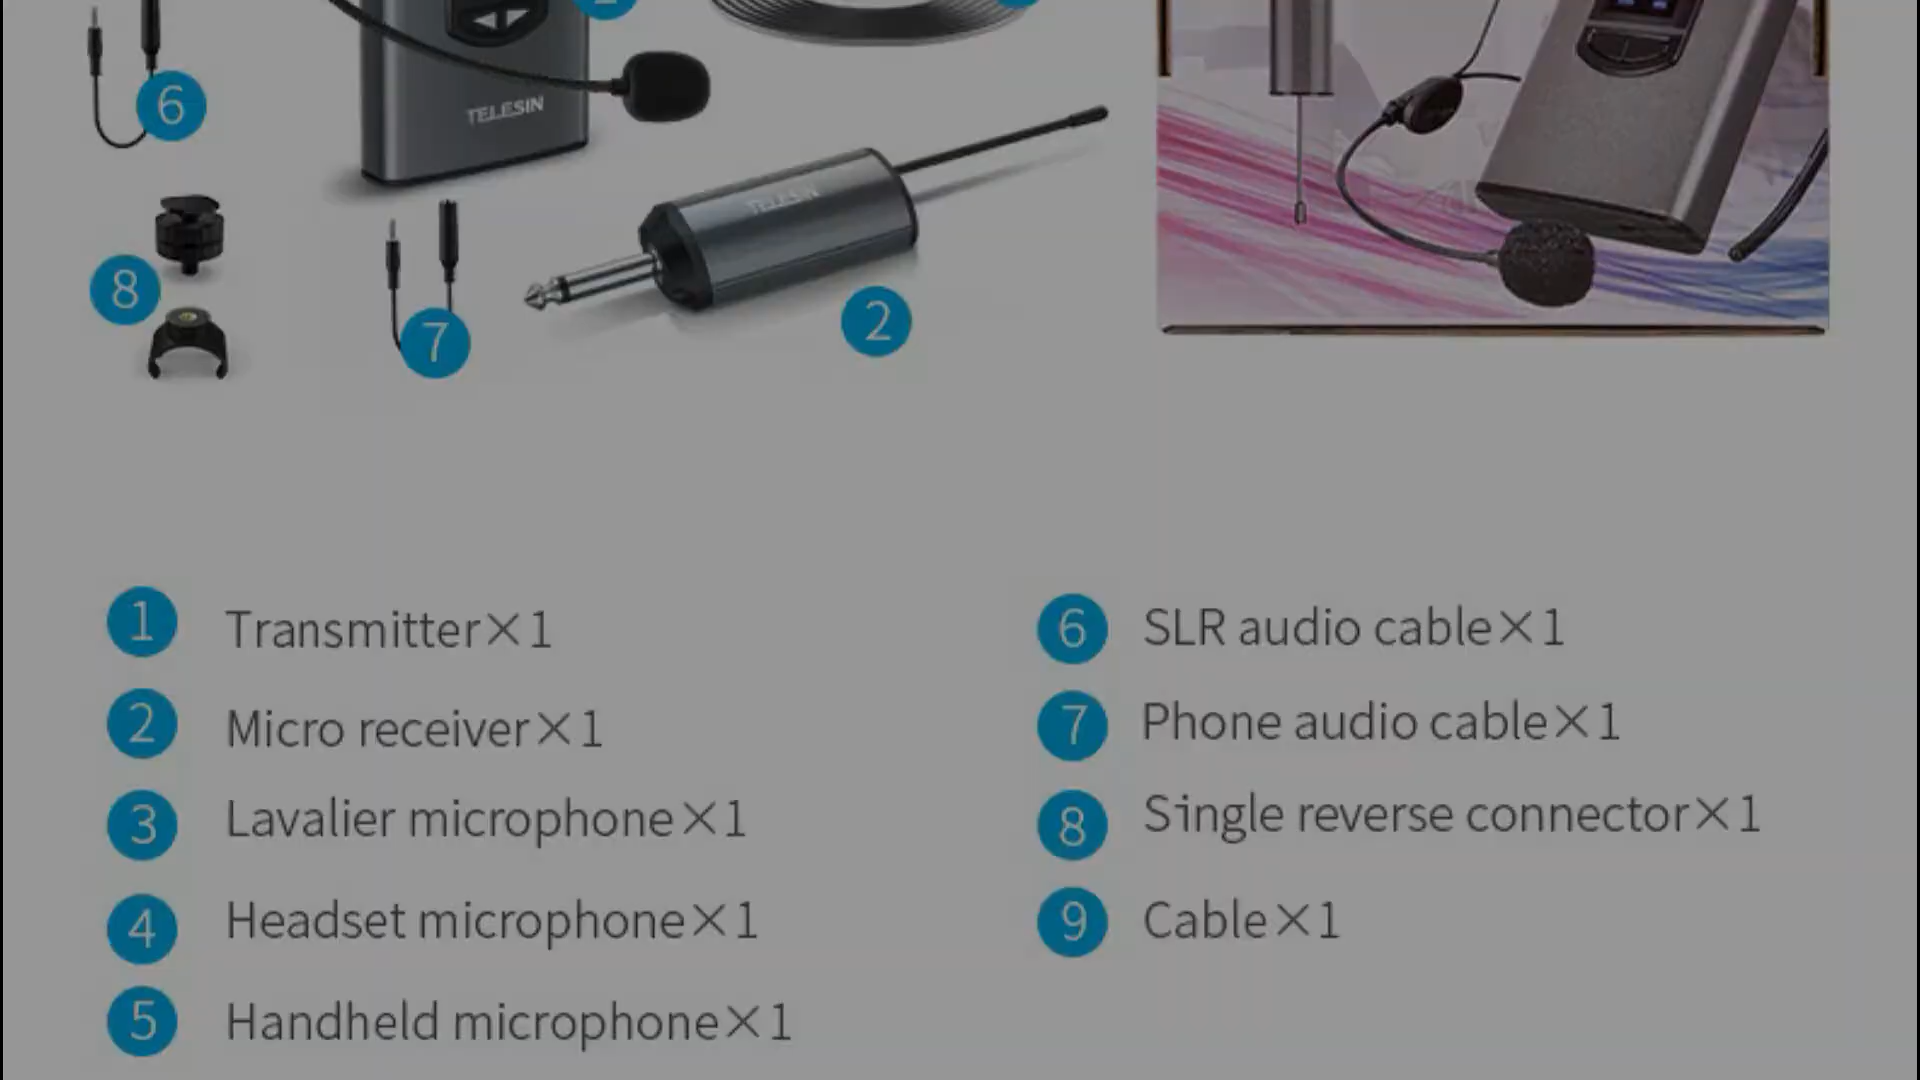 6
TELESIN
TELESIN
8
7
2
1 Transmitter×1
2 Micro receiver×1
3 Lavalier microphone×1
4 Headset microphone×1
5 Handheld microphone×1
6 SLR audio cable×1
7 Phone audio cable×1
8 Single reverse connector×1
9 Cable×1